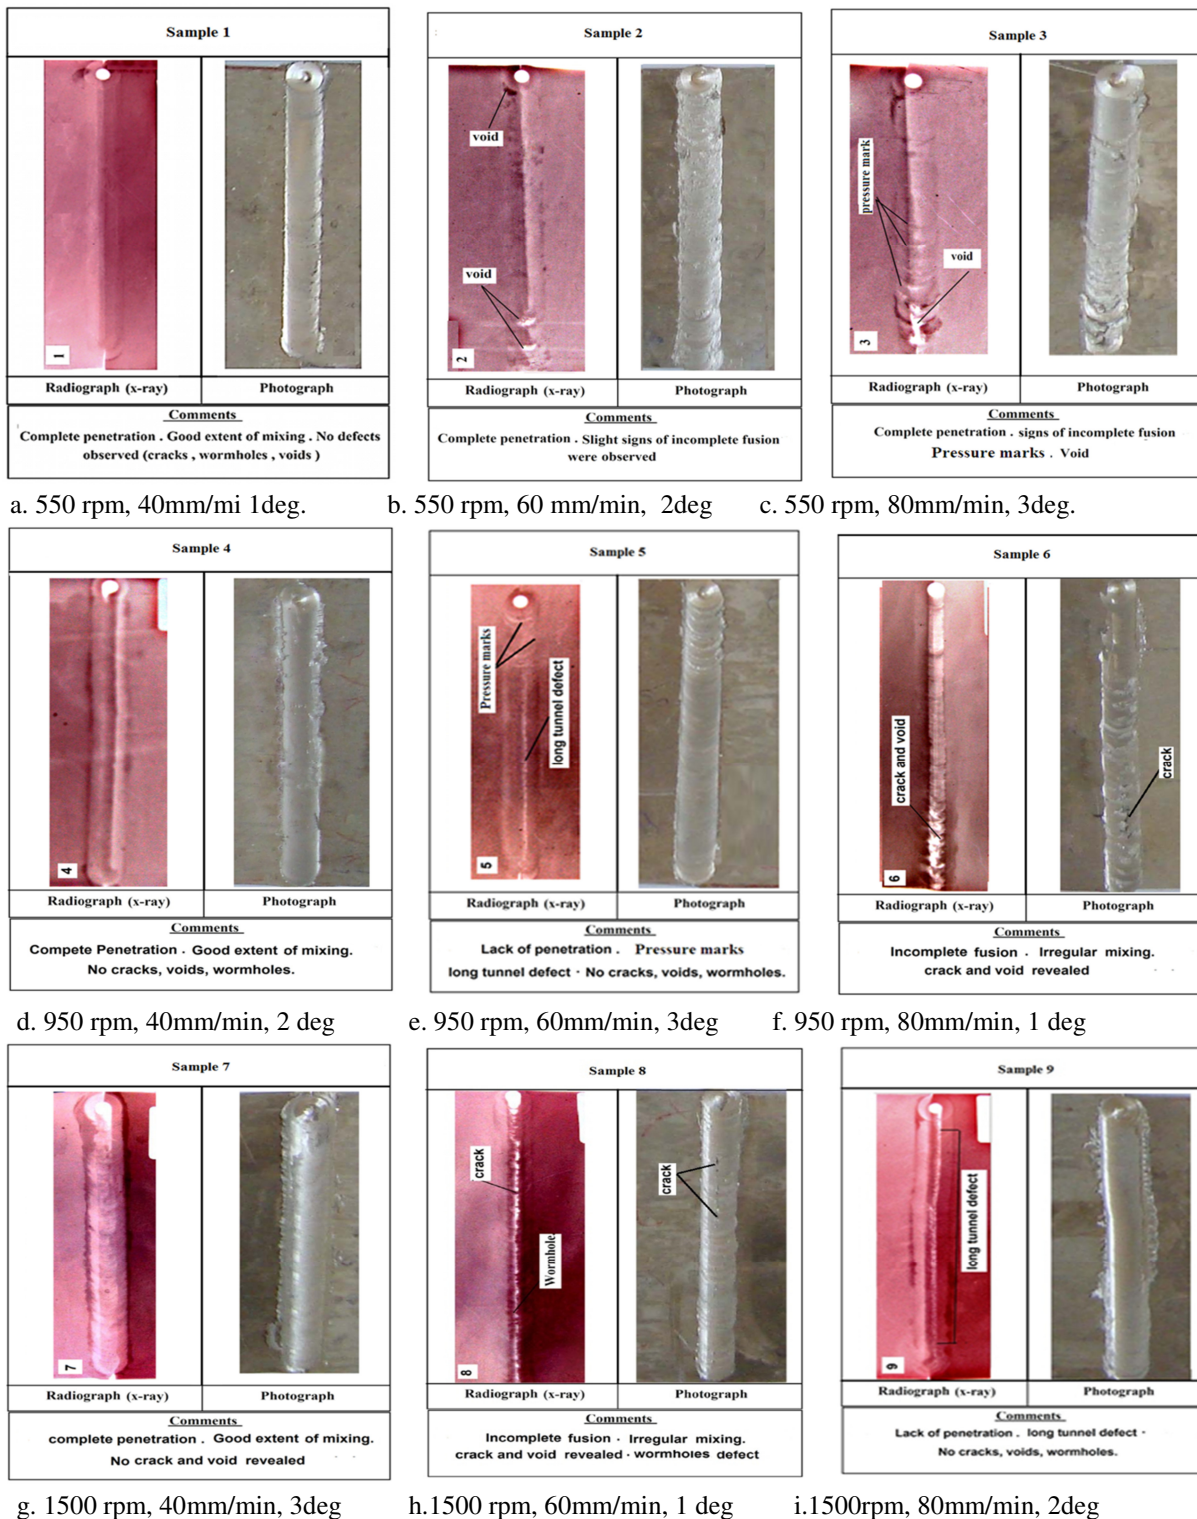 Sample 1
void
void
1
Radiograph (x-ray)
Photograph
Comments
Complete penetration . Good extent of mixing . No defects
observed (cracks , wormholes , voids )
a. 550 rpm, 40mm/mi 1deg.
Sample 2
2
Radiograph (x-ray)
Photograph
Comments
Complete penetration . Slight signs of incomplete fusion
were observed
b. 550 rpm, 60 mm/min, 2deg
Sample 3
pressure mark
void
3
Radiograph (x-ray)
Photograph
Comments
Complete penetration . signs of incomplete fusion
Pressure marks . Void
c. 550 rpm, 80mm/min, 3deg.
Sample 4
4
Radiograph (x-ray)
Photograph
Comments
Compete Penetration . Good extent of mixing.
No cracks, voids, wormholes.
d. 950 rpm, 40mm/min, 2 deg
Sample 5
Pressure marks
long tunnel defect
5
Radiograph (x-ray)
Photograph
Comments
Lack of penetration . Pressure marks
long tunnel defect · No cracks, voids, wormholes.
e. 950 rpm, 60mm/min, 3deg
Sample 6
crack and void
crack
6
Radiograph (x-ray)
Photograph
Comments
Incomplete fusion · Irregular mixing.
crack and void revealed
f. 950 rpm, 80mm/min, 1 deg
Sample 7
7
Radiograph (x-ray)
Photograph
Comments
complete penetration . Good extent of mixing.
No crack and void revealed
g. 1500 rpm, 40mm/min, 3deg
Sample 8
crack
Wormhole
crack
8
Radiograph (x-ray)
Photograph
Comments
Incomplete fusion · Irregular mixing.
crack and void revealed · wormholes defect
h.1500 rpm, 60mm/min, 1 deg
Sample 9
long tunnel defect
9
Radiograph (x-ray)
Photograph
Comments
Lack of penetration . long tunnel defect ·
No cracks, voids, wormholes.
i.1500rpm, 80mm/min, 2deg